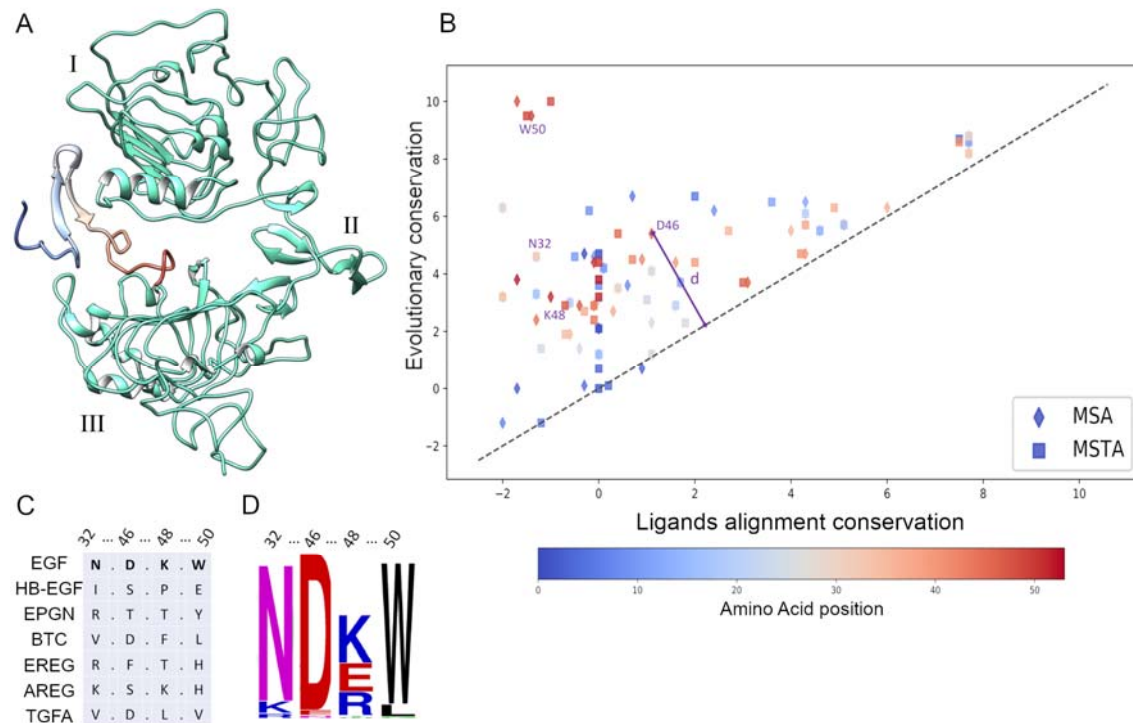 A
I
II
III
B
Evolutionary conservation
10
8
6
4
2
0
−2
W50
D46
N32
K48
d
MSA
MSTA
−2 0 2 4 6 8 10
Ligands alignment conservation
0 10 20 30 40 50
Amino Acid position
C
32 ... 46 ... 48 ... 50
EGF N . D . K . W
HB-EGF I . S . P . E
EPGN R . T . T . Y
BTC V . D . F . L
EREG R . F . T . H
AREG K . S . K . H
TGFA V . D . L . V
D
32 ... 46 ... 48 ... 50
N D K W
K E L
R